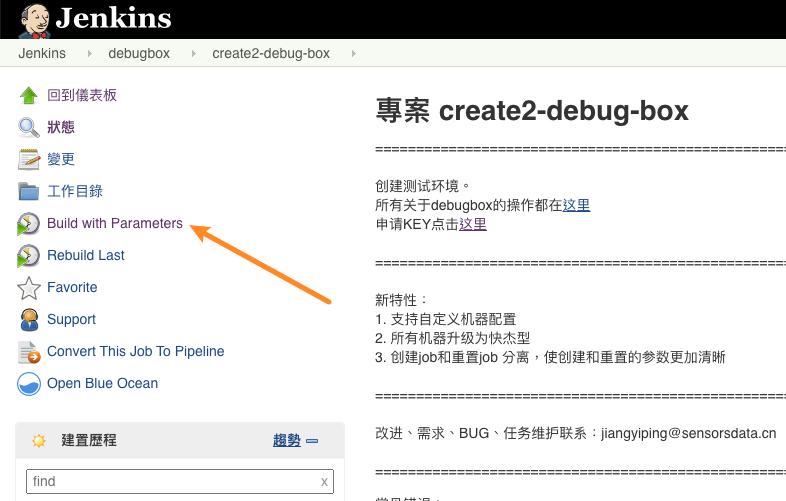 Jenkins
Jenkins debugbox create2-debug-box
回到儀表板
狀態
變更
工作目錄
Build with Parameters
Rebuild Last
Favorite
Support
Convert This Job To Pipeline
Open Blue Ocean
建置歷程 趨勢
find x
專案 create2-debug-box
==================================================
创建测试环境。
所有关于debugbox的操作都在这里
申请KEY点击这里
==================================================
新特性：
1. 支持自定义机器配置
2. 所有机器升级为快杰型
3. 创建job和重置job 分离，使创建和重置的参数更加清晰
==================================================
改进、需求、BUG、任务维护联系：jiangyiping@sensorsdata.cn
==================================================